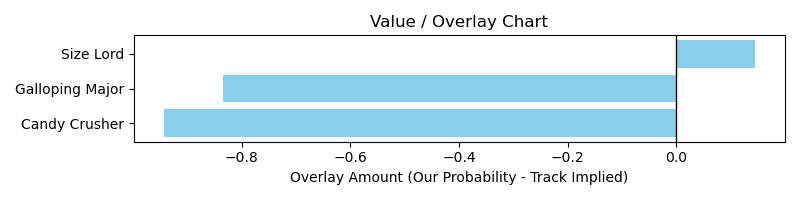 Value / Overlay Chart
Size Lord
Galloping Major
Candy Crusher
−0.8 −0.6 −0.4 −0.2 0.0
Overlay Amount (Our Probability - Track Implied)